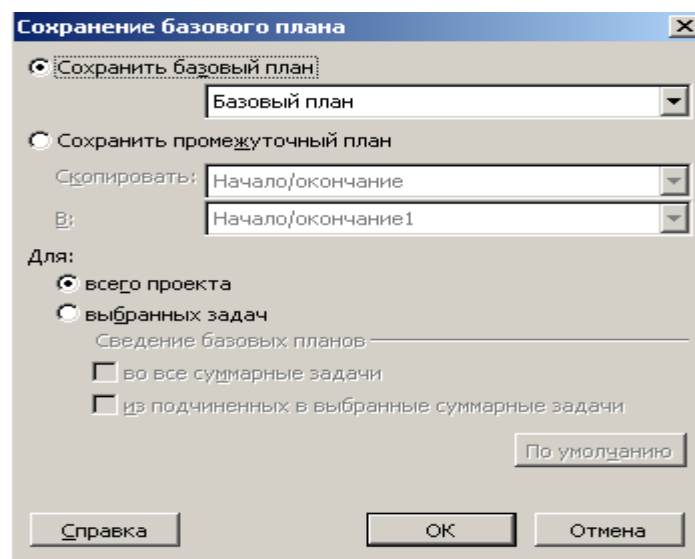 Сохранение базового плана
Сохранить базовый план
Базовый план
Сохранить промежуточный план
Скопировать: Начало/окончание
В: Начало/окончание1
Для:
всего проекта
выбранных задач
Сведение базовых планов
во все суммарные задачи
из подчиненных в выбранные суммарные задачи
По умолчанию
Справка ОК Отмена